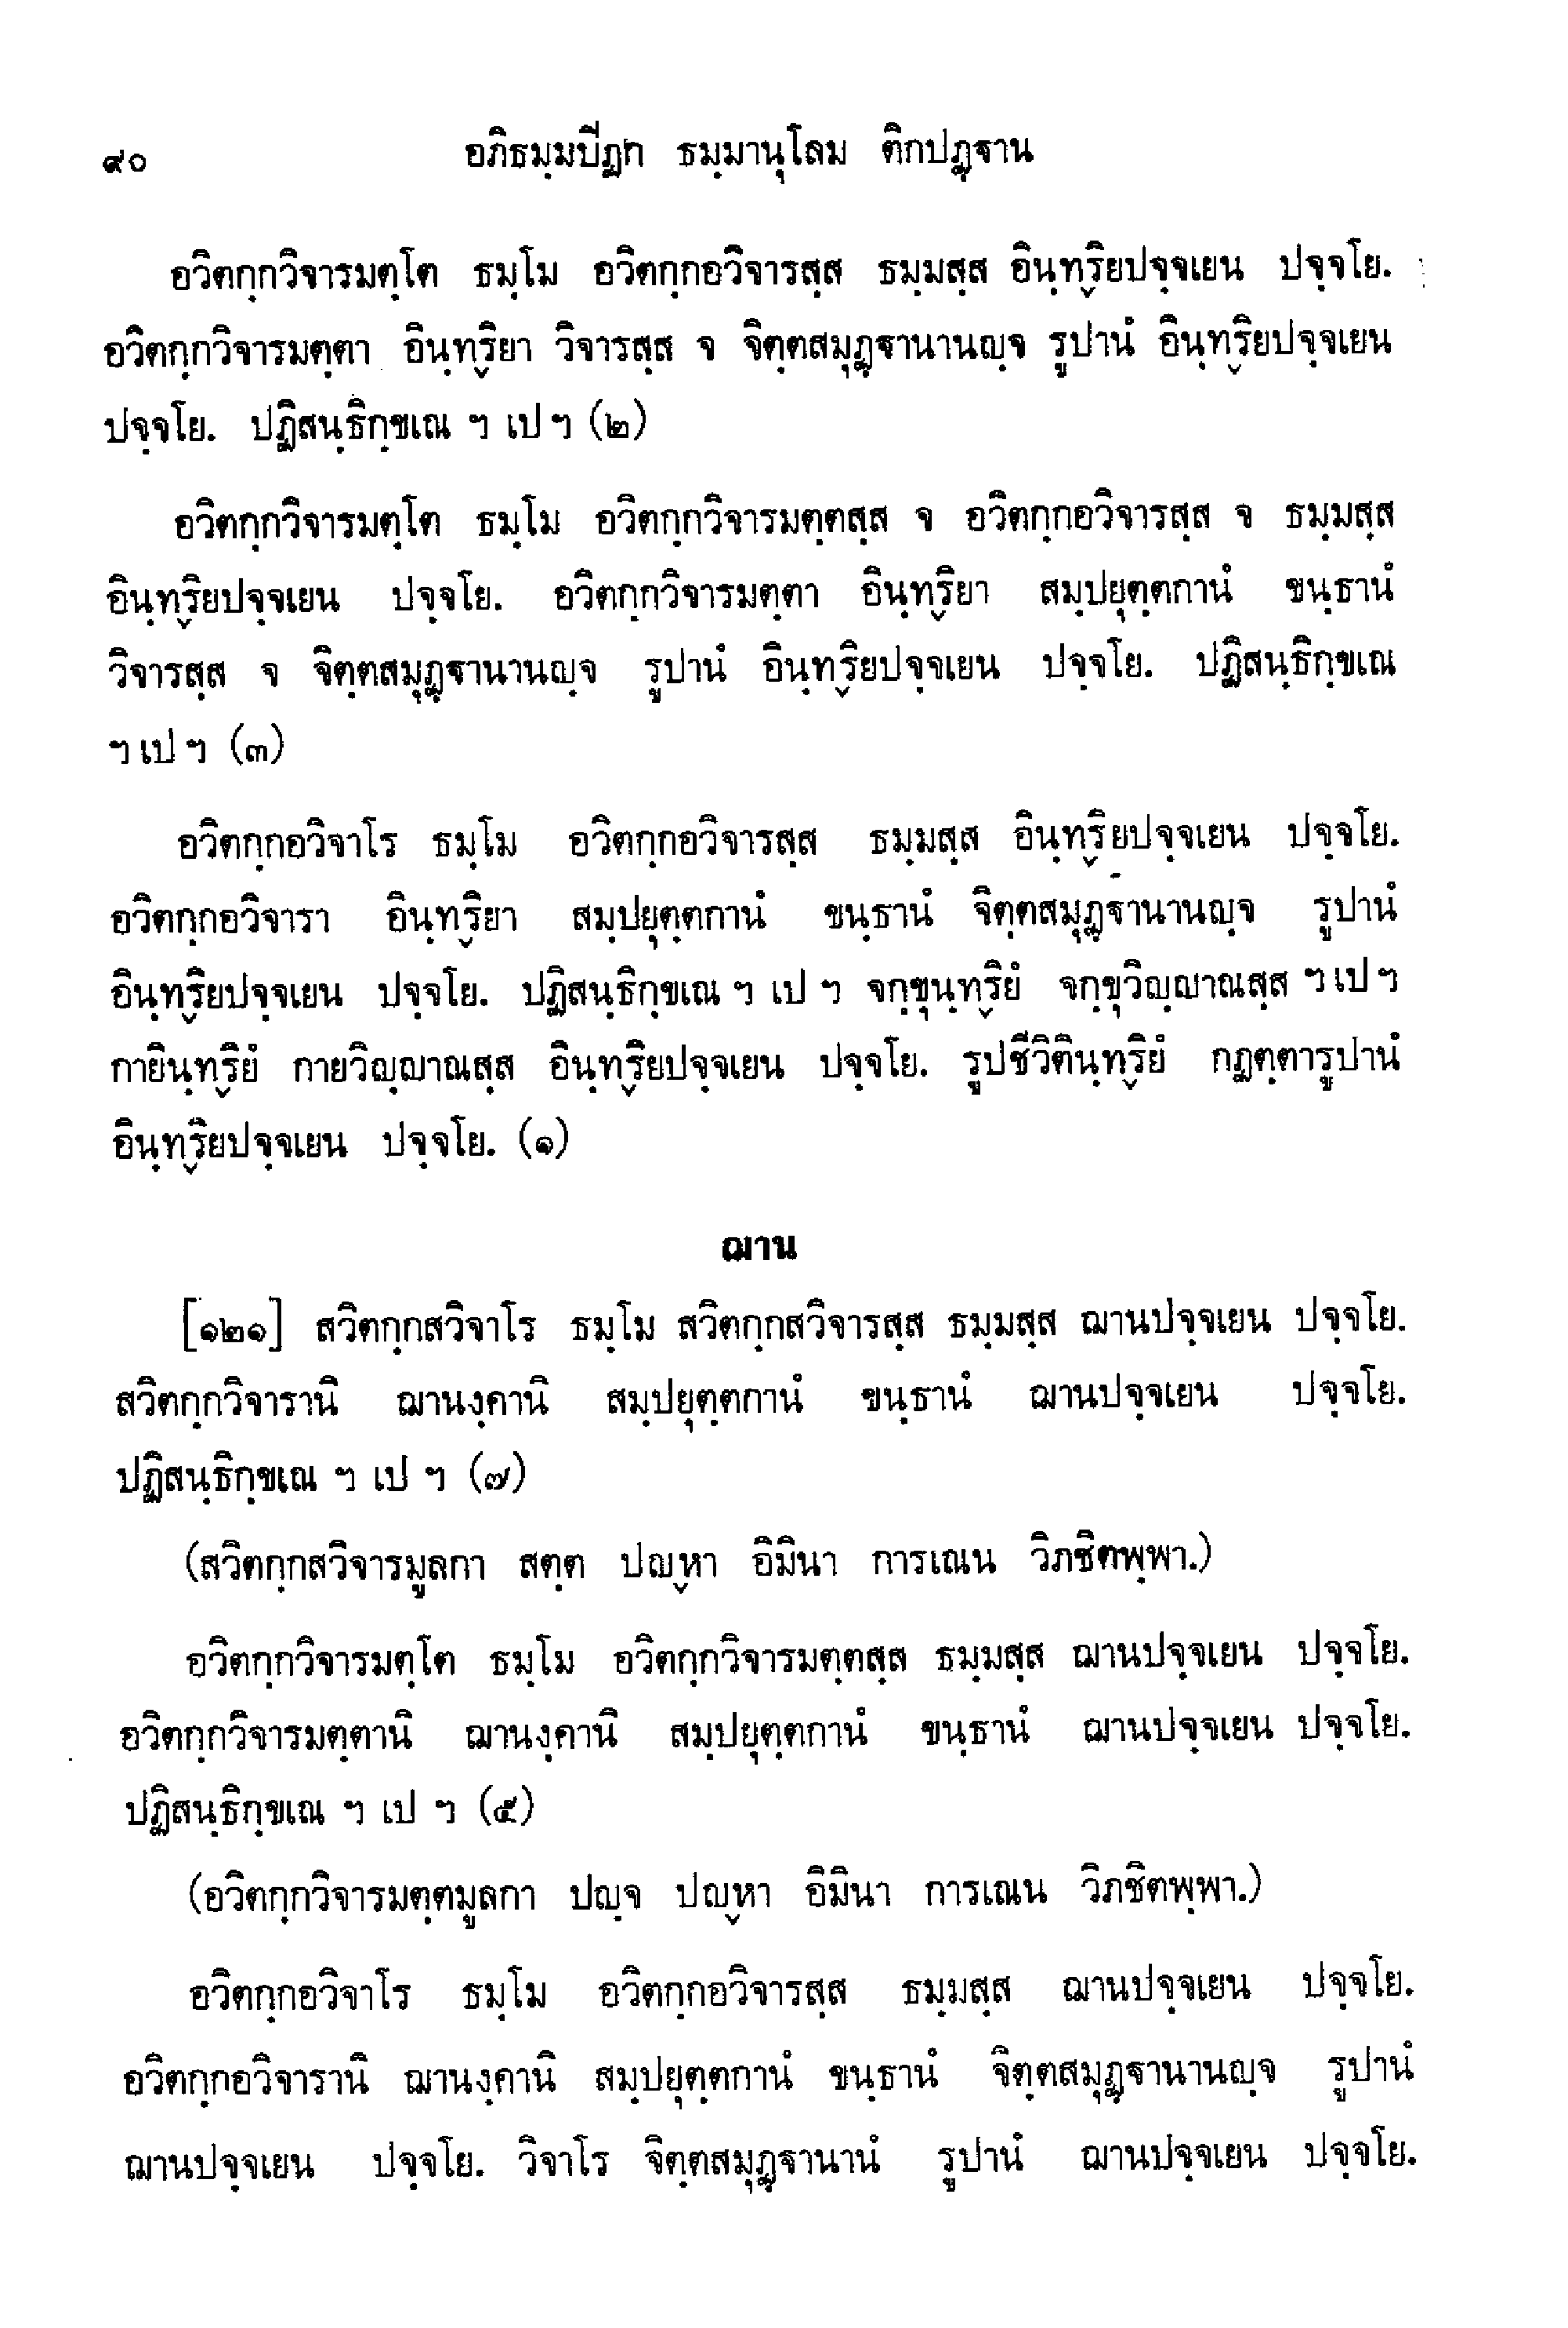 ๙๐ อภิธมฺมปิฏก ธมฺมานุโลม ติกปฏฺฐาน
อวิตกฺกวิจารมตฺโต ธมฺโม อวิตกฺกอวิจารสฺส ธมฺมสฺส อินฺทฺริยปจฺจเยน ปจฺจโย.
อวิตกฺกวิจารมตฺตา อินฺทฺริยา วิจารสฺส จ จิตฺตสมุฏฺฐานานญฺจ รูปานํ อินฺทฺริยปจฺจเยน
ปจฺจโย. ปฏิสนฺธิกฺขเณ ฯ เป ฯ (๒)
อวิตกฺกวิจารมตฺโต ธมฺโม อวิตกฺกวิจารมตฺตสฺส จ อวิตกฺกอวิจารสฺส จ ธมฺมสฺส
อินฺทฺริยปจฺจเยน ปจฺจโย. อวิตกฺกวิจารมตฺตา อินฺทฺริยา สมฺปยุตฺตกานํ ขนฺธานํ
วิจารสฺส จ จิตฺตสมุฏฺฐานานญฺจ รูปานํ อินฺทฺริยปจฺจเยน ปจฺจโย. ปฏิสนฺธิกฺขเณ
ฯ เป ฯ (๓)
อวิตกฺกอวิจาโร ธมฺโม อวิตกฺกอวิจารสฺส ธมฺมสฺส อินฺทฺริยปจฺจเยน ปจฺจโย.
อวิตกฺกอวิจารา อินฺทฺริยา สมฺปยุตฺตกานํ ขนฺธานํ จิตฺตสมุฏฺฐานานญฺจ รูปานํ
อินฺทฺริยปจฺจเยน ปจฺจโย. ปฏิสนฺธิกฺขเณ ฯ เป ฯ จกฺขุนฺทฺริยํ จกฺขุวิญฺญาณสฺส ฯ เป ฯ
กายินฺทฺริยํ กายวิญฺญาณสฺส อินฺทฺริยปจฺจเยน ปจฺจโย. รูปชีวิตินฺทฺริยํ กฏตฺตารูปานํ
อินฺทฺริยปจฺจเยน ปจฺจโย. (๑)
ฌาน
[๑๒๑] สวิตกฺกสวิจาโร ธมฺโม สวิตกฺกสวิจารสฺส ธมฺมสฺส ฌานปจฺจเยน ปจฺจโย.
สวิตกฺกวิจารานิ ฌานงฺคานิ สมฺปยุตฺตกานํ ขนฺธานํ ฌานปจฺจเยน ปจฺจโย.
ปฏิสนฺธิกฺขเณ ฯ เป ฯ (๗)
(สวิตกฺกสวิจารมูลกา สตฺต ปญฺหา อิมินา การเณน วิภชิตพฺพา.)
อวิตกฺกวิจารมตฺโต ธมฺโม อวิตกฺกวิจารมตฺตสฺส ธมฺมสฺส ฌานปจฺจเยน ปจฺจโย.
อวิตกฺกวิจารมตฺตานิ ฌานงฺคานิ สมฺปยุตฺตกานํ ขนฺธานํ ฌานปจฺจเยน ปจฺจโย.
ปฏิสนฺธิกฺขเณ ฯ เป ฯ (๕)
(อวิตกฺกวิจารมตฺตมูลกา ปญฺจ ปญฺหา อิมินา การเณน วิภชิตพฺพา.)
อวิตกฺกอวิจาโร ธมฺโม อวิตกฺกอวิจารสฺส ธมฺมสฺส ฌานปจฺจเยน ปจฺจโย.
อวิตกฺกอวิจารานิ ฌานงฺคานิ สมฺปยุตฺตกานํ ขนฺธานํ จิตฺตสมุฏฺฐานานญฺจ รูปานํ
ฌานปจฺจเยน ปจฺจโย. วิจาโร จิตฺตสมุฏฺฐานานํ รูปานํ ฌานปจฺจเยน ปจฺจโย.